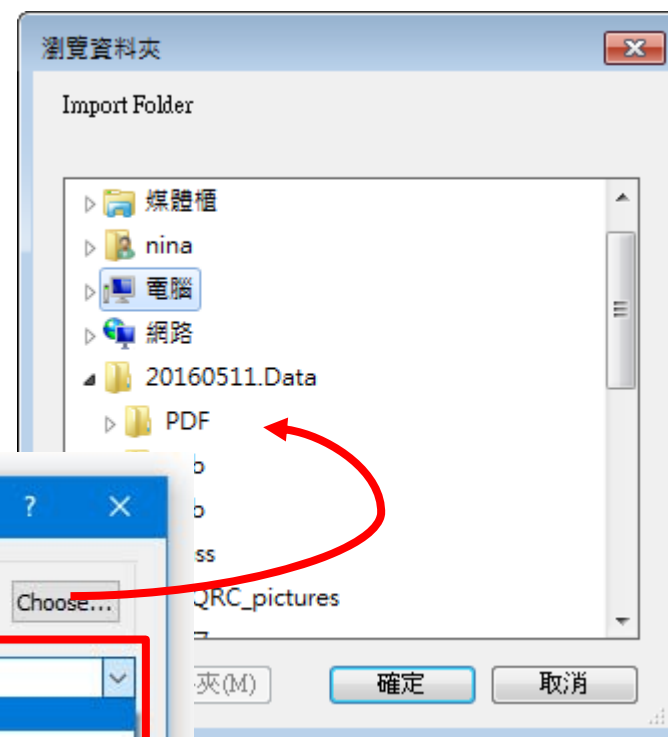 瀏覽資料夾
Import Folder
媒體櫃
nina
電腦
網路
20160511.Data
PDF
b
b
ss
QRC_pictures
?
Choose...
夾(M)
確定
取消